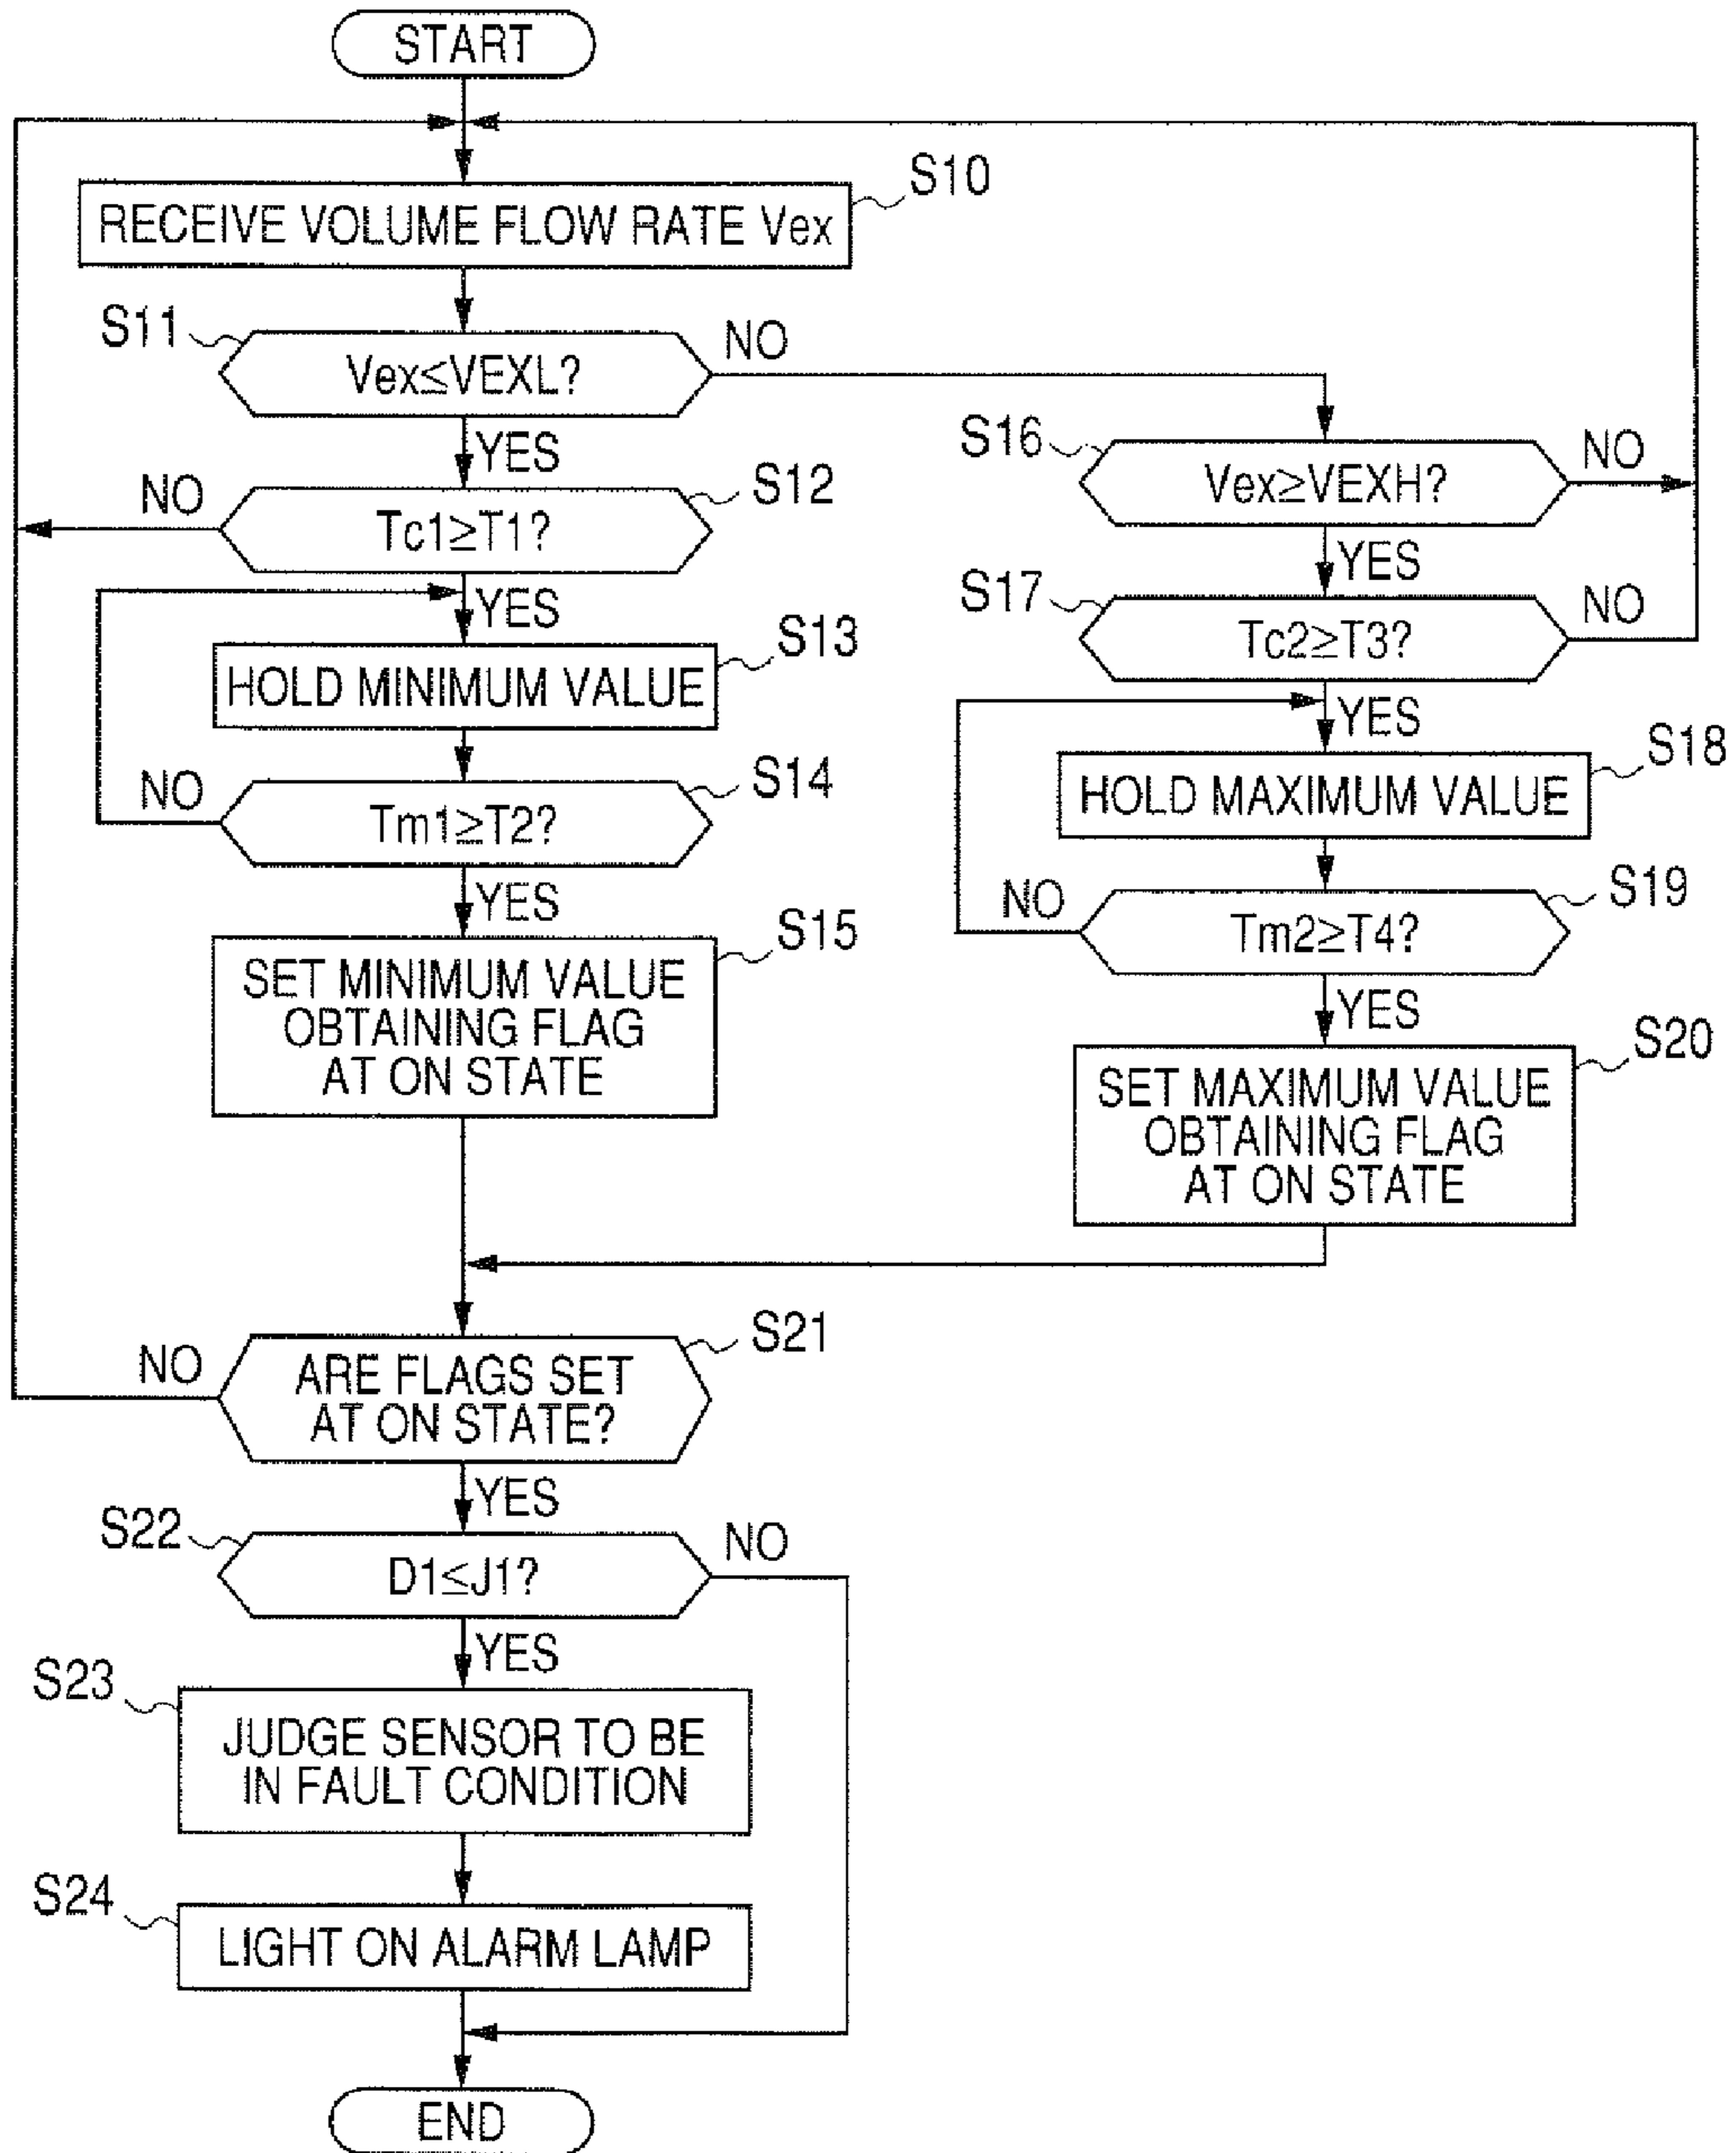 START
S10
RECEIVE VOLUME FLOW RATE Vex
S11
Vex≤VEXL?
NO
YES
S12
NO
Tc1≥T1?
YES
S13
HOLD MINIMUM VALUE
S14
NO
Tm1≥T2?
YES
S15
SET MINIMUM VALUE
OBTAINING FLAG
AT ON STATE
S16
Vex≥VEXH?
NO
YES
S17
Tc2≥T3?
NO
YES
S18
HOLD MAXIMUM VALUE
S19
NO
Tm2≥T4?
YES
S20
SET MAXIMUM VALUE
OBTAINING FLAG
AT ON STATE
S21
NO
ARE FLAGS SET
AT ON STATE?
YES
S22
D1≤J1?
NO
YES
S23
JUDGE SENSOR TO BE
IN FAULT CONDITION
S24
LIGHT ON ALARM LAMP
END